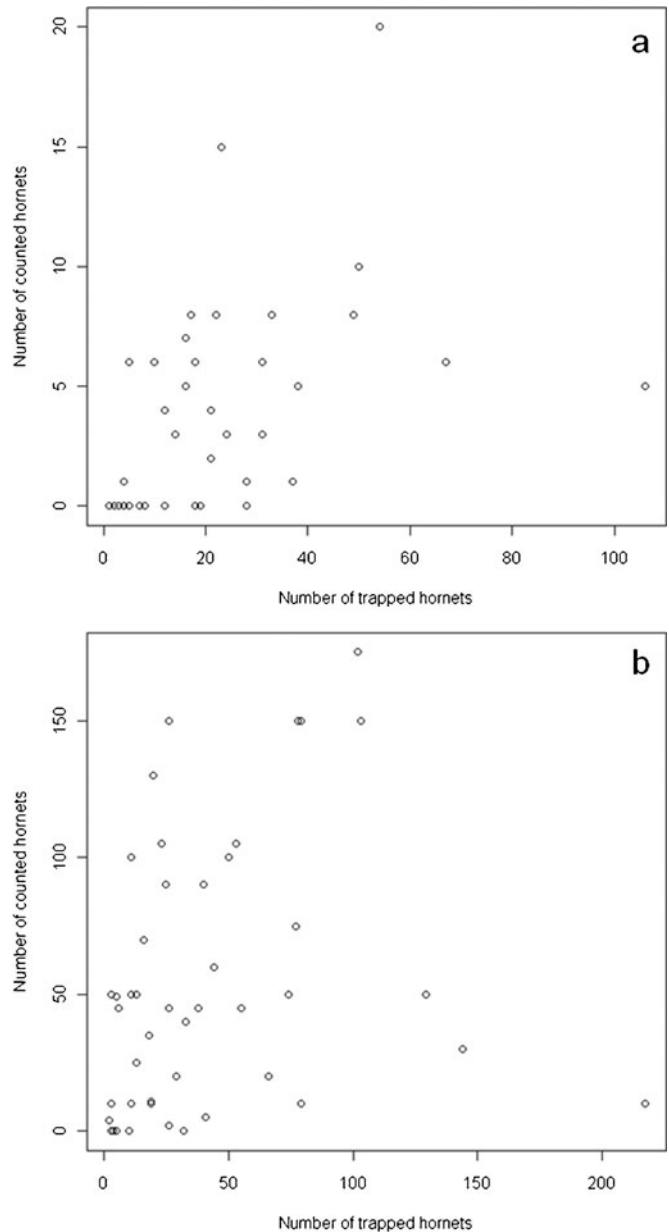 a
20
15
10
5
0
Number of counted hornets
0 20 40 60 80 100
Number of trapped hornets
b
150
100
50
0
Number of counted hornets
0 50 100 150 200
Number of trapped hornets